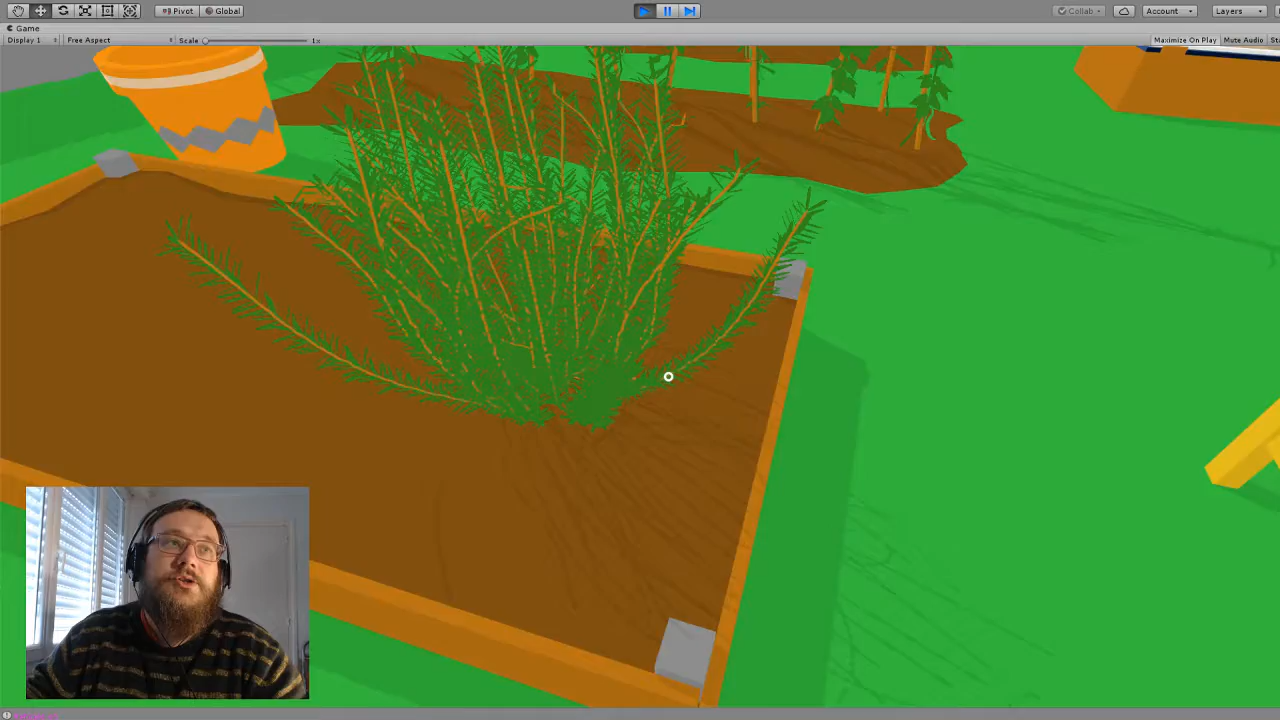 Pivot Global Collab Account Layers
Game
Display 1 Free Aspect Scale 1x Maximize On Play Mute Audio